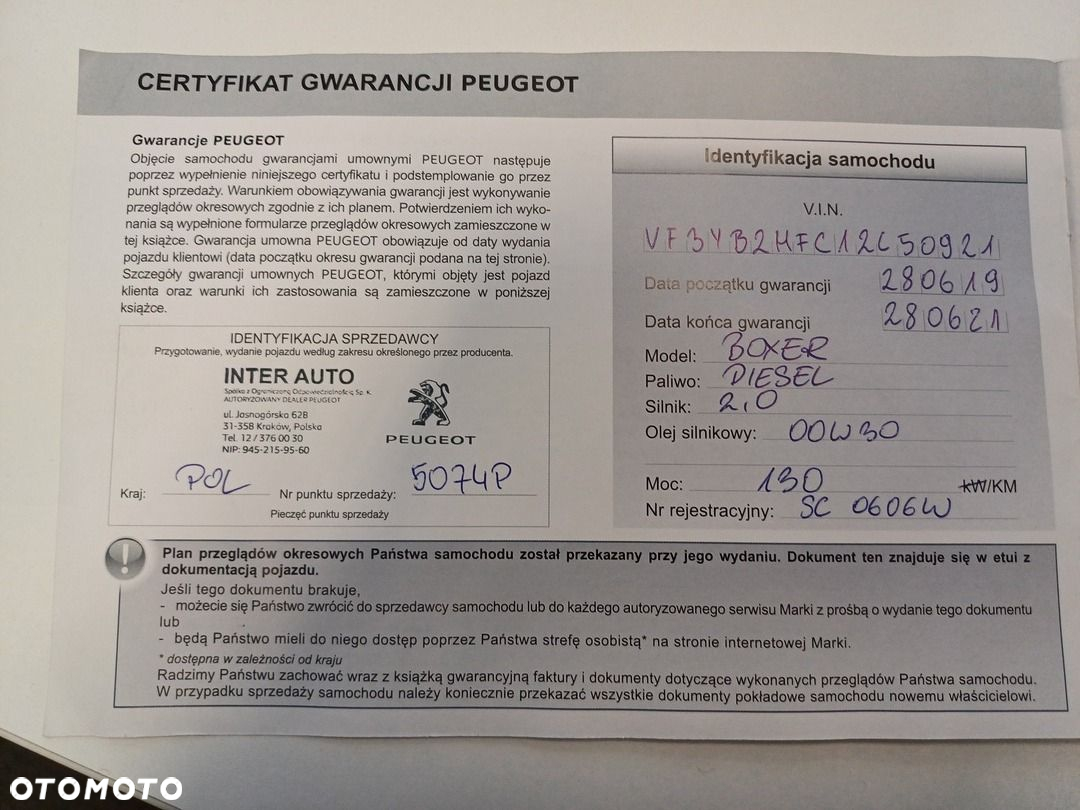 CERTYFIKAT GWARANCJI PEUGEOT
Gwarancje PEUGEOT
Objęcie samochodu gwarancjami umownymi PEUGEOT następuje
poprzez wypełnienie niniejszego certyfikatu i podstemplowanie go przez
punkt sprzedaży. Warunkiem obowiązywania gwarancji jest wykonywanie
przeglądów okresowych zgodnie z ich planem. Potwierdzeniem ich wyko-
nania są wypełnione formularze przeglądów okresowych zamieszczone w
tej książce. Gwarancja umowna PEUGEOT obowiązuje od daty wydania
pojazdu klientowi (data początku okresu gwarancji podana na tej stronie).
Szczegóły gwarancji umownych PEUGEOT, którymi objęty jest pojazd
klienta oraz warunki ich zastosowania są zamieszczone w poniższej
książce.
IDENTYFIKACJA SPRZEDAWCY
Przygotowanie, wydanie pojazdu według zakresu określonego przez producenta.
INTER AUTO
Spółka z Ograniczoną Odpowiedzialnością Sp. K.
AUTORYZOWANY DEALER PEUGEOT
ul. Jasnogórska 62B
31-358 Kraków, Polska
Tel. 12 / 376 00 30
NIP: 945-215-95-60
PEUGEOT
Kraj: POL Nr punktu sprzedaży: 5074P
Pieczęć punktu sprzedaży
Identyfikacja samochodu
V.I.N.
VF3YB2MFC12C50921
Data początku gwarancji 280619
Data końca gwarancji 280621
Model: BOXER
Paliwo: DIESEL
Silnik: 2,0
Olej silnikowy: 00W30
Moc: 130 kW/KM
Nr rejestracyjny: SC 0606W
Plan przeglądów okresowych Państwa samochodu został przekazany przy jego wydaniu. Dokument ten znajduje się w etui z
dokumentacją pojazdu.
Jeśli tego dokumentu brakuje,
- możecie się Państwo zwrócić do sprzedawcy samochodu lub do każdego autoryzowanego serwisu Marki z prośbą o wydanie tego dokumentu
lub
- będą Państwo mieli do niego dostęp poprzez Państwa strefę osobistą* na stronie internetowej Marki.
* dostępna w zależności od kraju
Radzimy Państwu zachować wraz z książką gwarancyjną faktury i dokumenty dotyczące wykonanych przeglądów Państwa samochodu.
W przypadku sprzedaży samochodu należy koniecznie przekazać wszystkie dokumenty pokładowe samochodu nowemu właścicielowi.
OTOMOTO